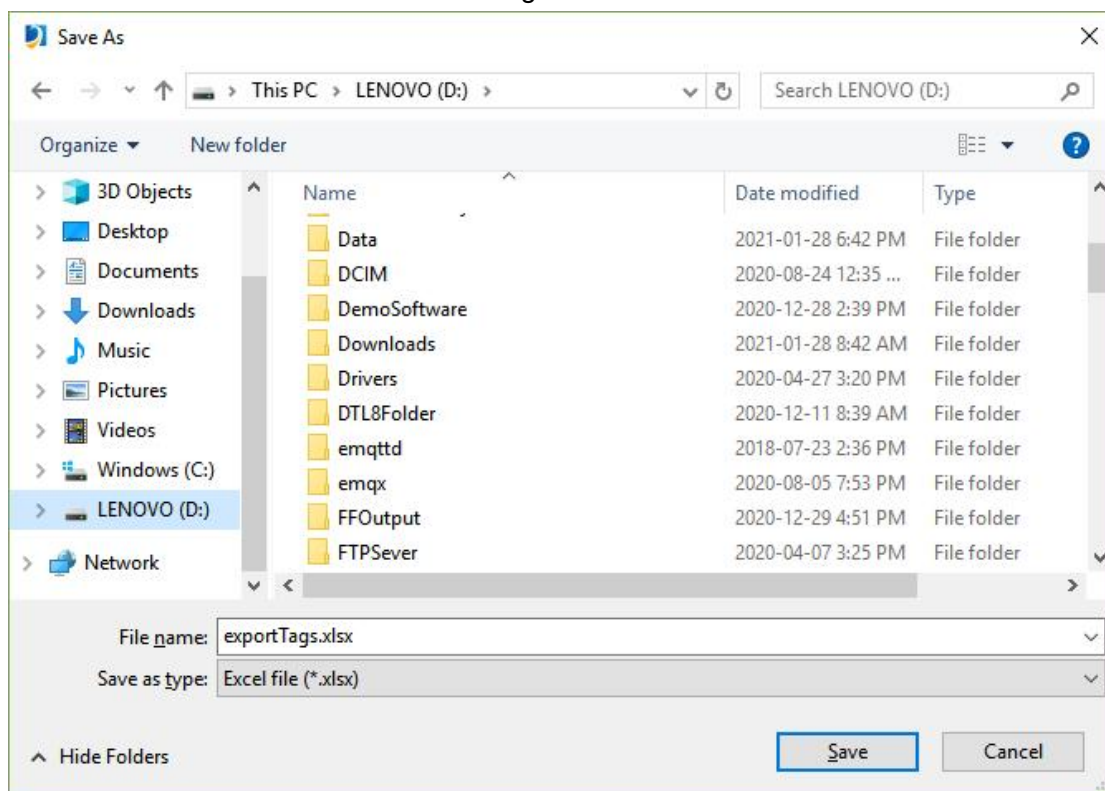 Save As
This PC > LENOVO (D:) >
Search LENOVO (D:)
Organize
New folder
3D Objects
Desktop
Documents
Downloads
Music
Pictures
Videos
Windows (C:)
LENOVO (D:)
Network
Name Date modified Type
Data 2021-01-28 6:42 PM File folder
DCIM 2020-08-24 12:35 ... File folder
DemoSoftware 2020-12-28 2:39 PM File folder
Downloads 2021-01-28 8:42 AM File folder
Drivers 2020-04-27 3:20 PM File folder
DTL8Folder 2020-12-11 8:39 AM File folder
emqttd 2018-07-23 2:36 PM File folder
emqx 2020-08-05 7:53 PM File folder
FFOutput 2020-12-29 4:51 PM File folder
FTPSever 2020-04-07 3:25 PM File folder
File name: exportTags.xlsx
Save as type: Excel file (*.xlsx)
Hide Folders
Save
Cancel